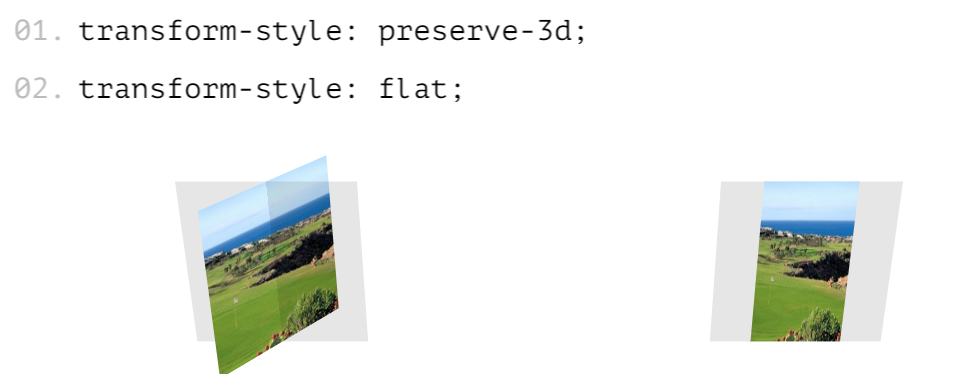 01. transform-style: preserve-3d;
02. transform-style: flat;